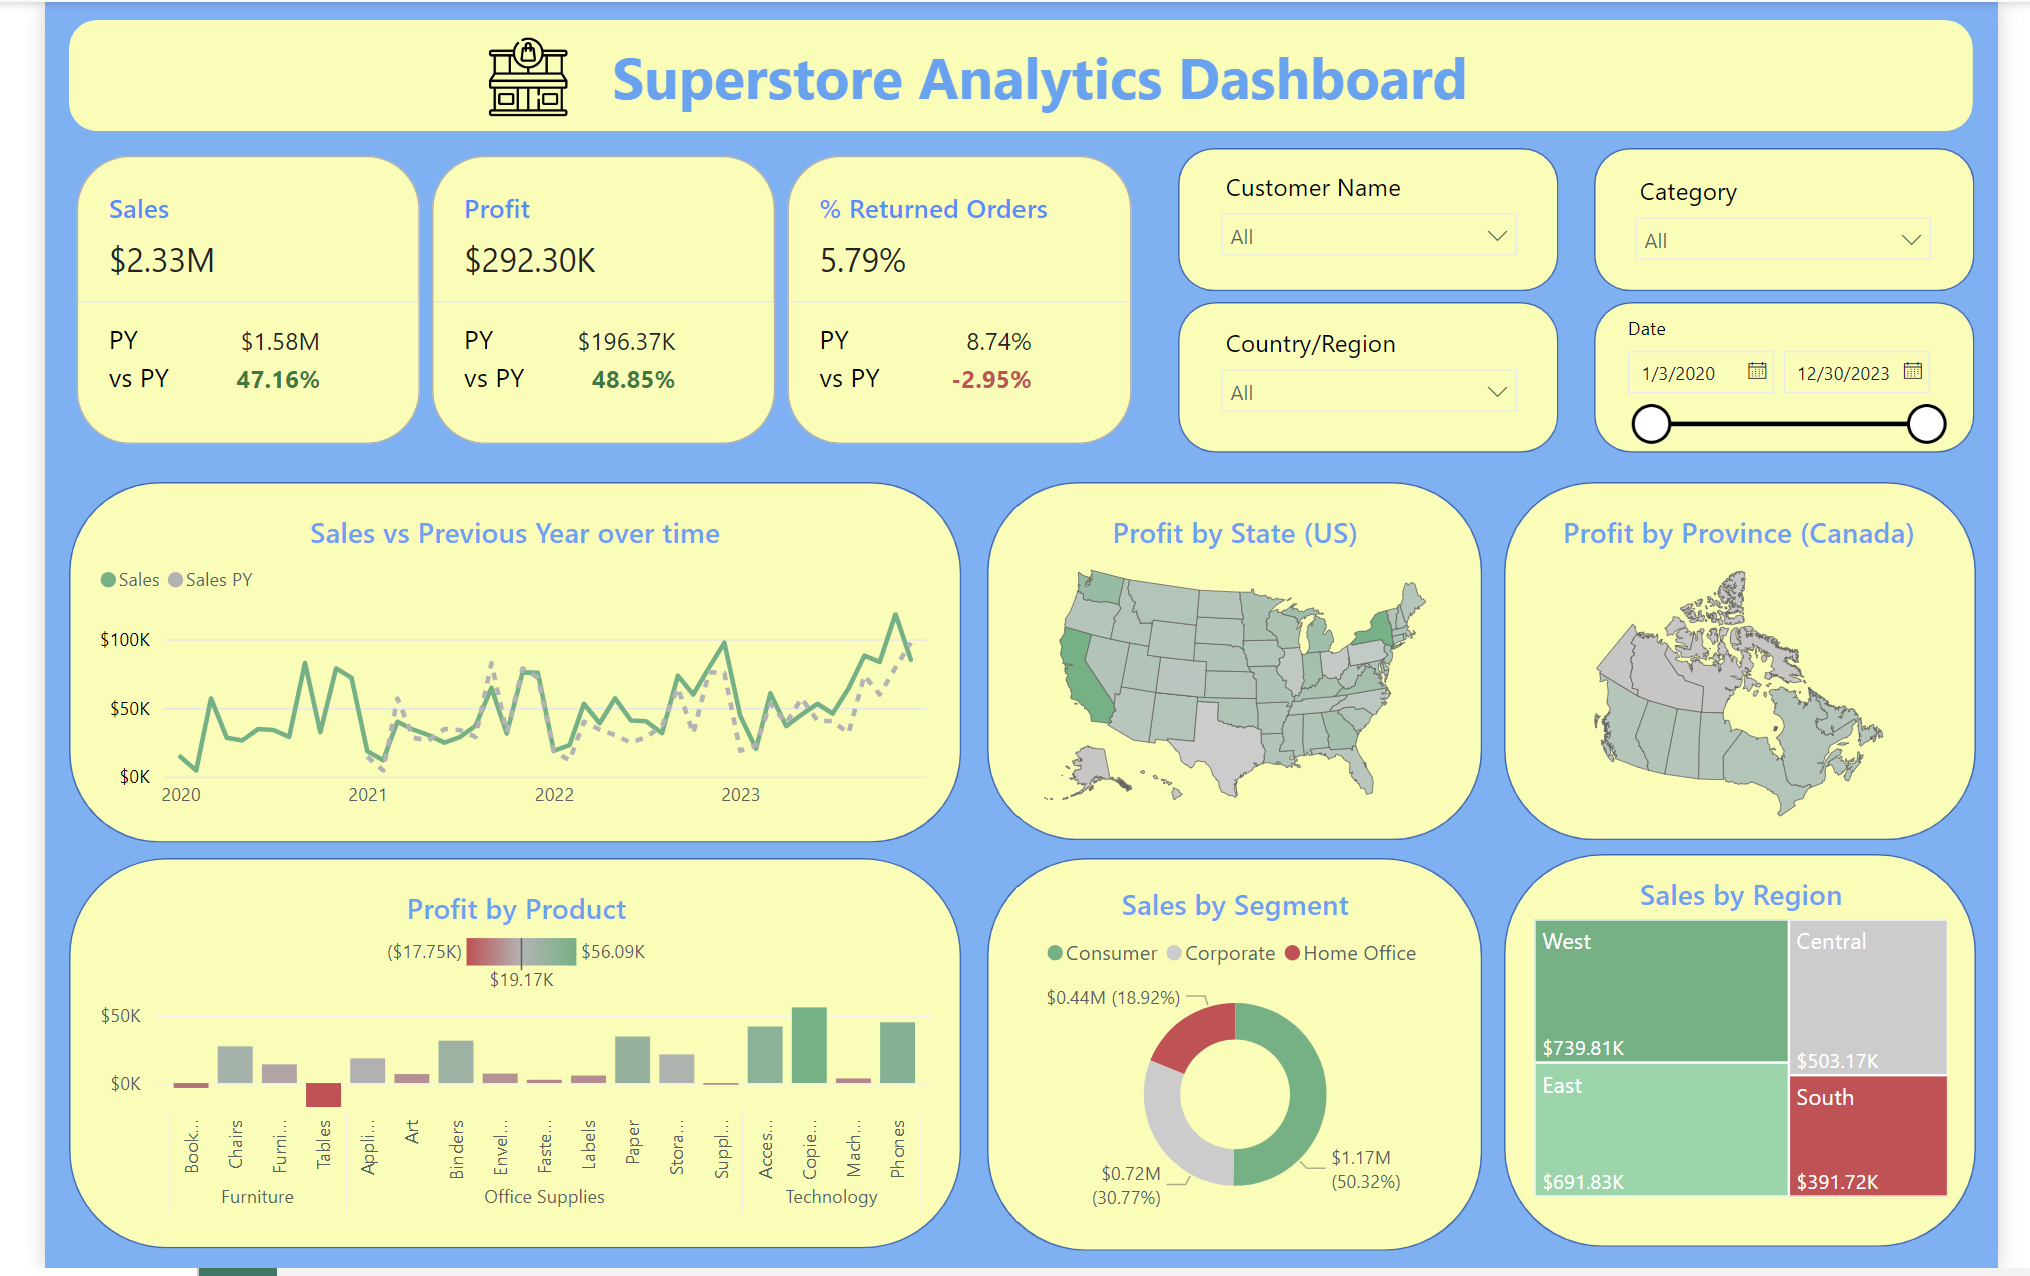 Superstore Analytics Dashboard
Sales
$2.33M
PY $1.58M
vs PY 47.16%
Profit
$292.30K
PY $196.37K
vs PY 48.85%
% Returned Orders
5.79%
PY 8.74%
vs PY -2.95%
Customer Name
All
Category
All
Country/Region
All
Date
1/3/2020 12/30/2023
Sales vs Previous Year over time
Sales Sales PY
$100K
$50K
$0K
2020 2021 2022 2023
Profit by State (US)
Profit by Province (Canada)
Profit by Product
($17.75K) $56.09K
$19.17K
$50K
$0K
Book...
Chairs
Furni...
Tables
Appli...
Art
Binders
Envel...
Faste...
Labels
Paper
Stora...
Suppl...
Acces...
Copie...
Mach...
Phones
Furniture Office Supplies Technology
Sales by Segment
Consumer Corporate Home Office
$0.44M (18.92%)
$1.17M
(50.32%)
$0.72M
(30.77%)
Sales by Region
West
$739.81K
Central
$503.17K
East
$691.83K
South
$391.72K